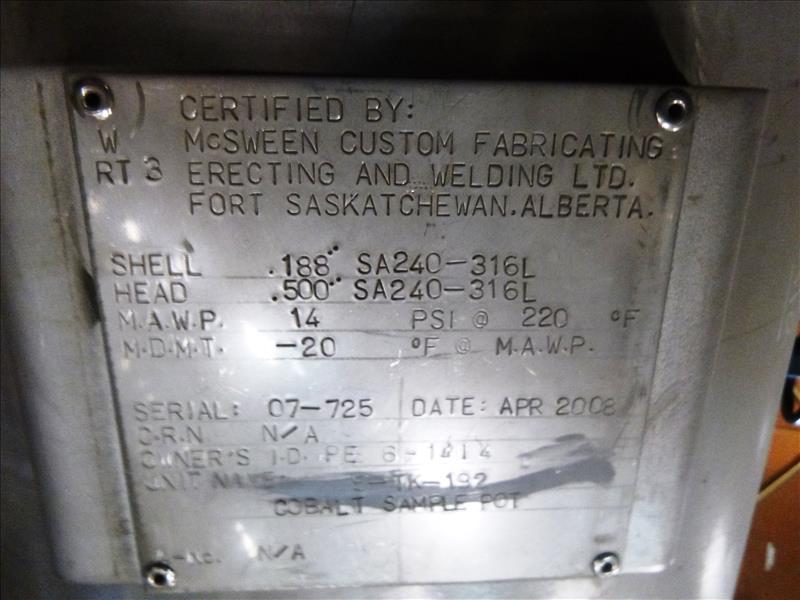 CERTIFIED BY:
W McSWEEN CUSTOM FABRICATING
RT 3 ERECTING AND WELDING LTD.
FORT SASKATCHEWAN, ALBERTA.
SHELL .188" SA240-316L
HEAD .500" SA240-316L
M.A.W.P. 14 PSI @ 220 °F
M.D.M.T. -20 °F @ M.A.W.P.
SERIAL: 07-725 DATE: APR 2008
C.R.N N/A
OWNER'S I.D. PE 6-1414
UNIT NAME: TK-192
COBALT SAMPLE POT
N/A